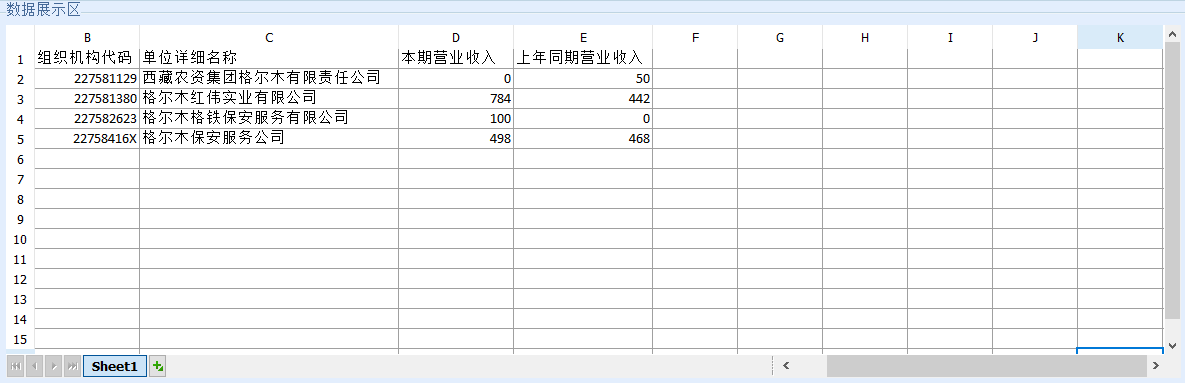 数据展示区
B C D E F G H I J K
1 组织机构代码 单位详细名称 本期营业收入 上年同期营业收入
2 227581129 西藏农资集团格尔木有限责任公司 0 50
3 227581380 格尔木红伟实业有限公司 784 442
4 227582623 格尔木格铁保安服务有限公司 100 0
5 22758416X 格尔木保安服务公司 498 468
6
7
8
9
10
11
12
13
14
15
Sheet1